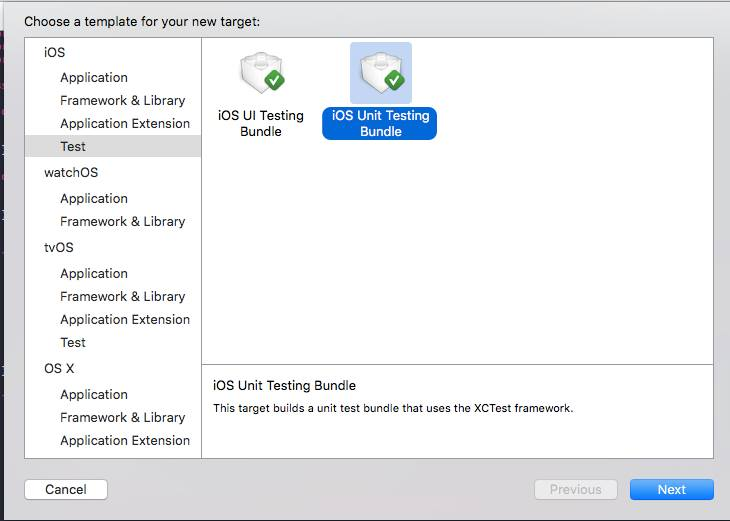 Choose a template for your new target:
iOS
Application
Framework & Library
Application Extension
Test
watchOS
Application
Framework & Library
tvOS
Application
Framework & Library
Application Extension
Test
OS X
Application
Framework & Library
Application Extension
iOS UI Testing
Bundle
iOS Unit Testing
Bundle
iOS Unit Testing Bundle
This target builds a unit test bundle that uses the XCTest framework.
Cancel
Previous
Next